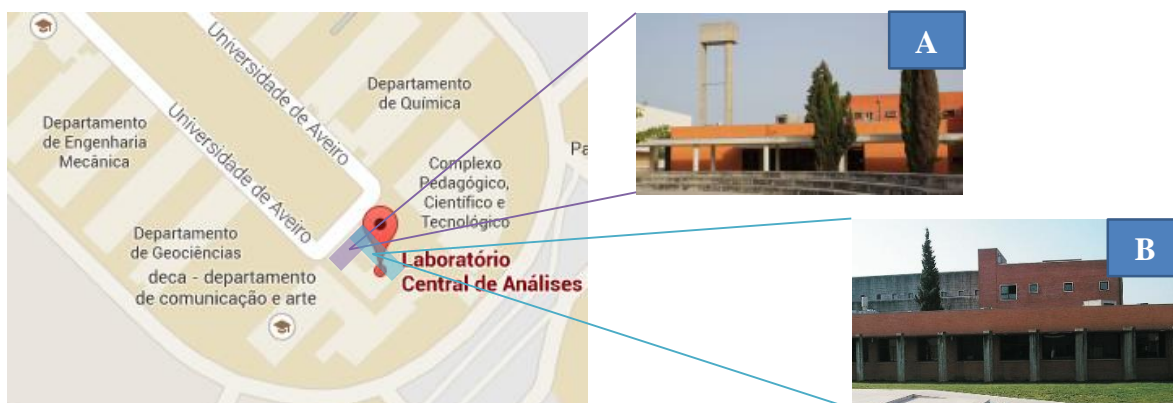 Universidade de Aveiro
Departamento
de Química
Departamento
de Engenharia
Mecânica
Universidade de Aveiro
Complexo
Pedagógico,
Científico e
Tecnológico
Pa
Departamento
de Geociências
deca - departamento
de comunicação e arte
Laboratório
Central de Análises
A
B